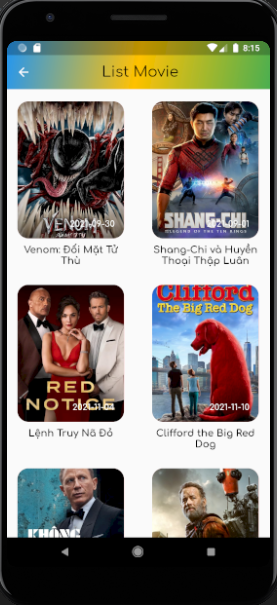 8:15
List Movie
VENOM
2021-09-30
Venom: Đối Mặt Tử
Thù
SHANG-CHI
LEGEND OF THE TEN RINGS
Shang-Chi và Huyền
Thoại Thập Luân
RED
NOTICE
2021-11-04
Lệnh Truy Nã Đỏ
Clifford
The Big Red Dog
2021-11-10
Clifford the Big Red
Dog
KHÔNG